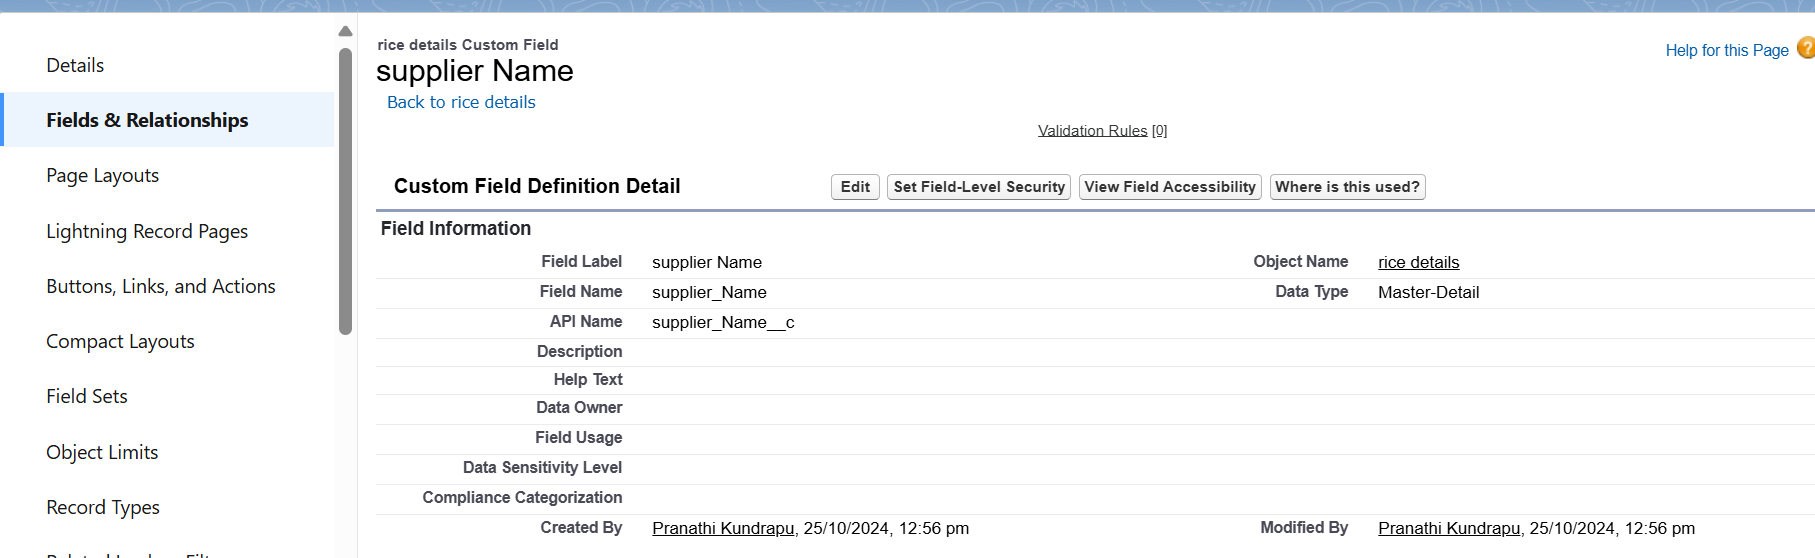 Details
Fields & Relationships
Page Layouts
Lightning Record Pages
Buttons, Links, and Actions
Compact Layouts
Field Sets
Object Limits
Record Types
rice details Custom Field
supplier Name
Back to rice details
Help for this Page ?
Validation Rules [0]
Custom Field Definition Detail Edit Set Field-Level Security View Field Accessibility Where is this used?
Field Information
Field Label supplier Name Object Name rice details
Field Name supplier_Name Data Type Master-Detail
API Name supplier_Name__c
Description
Help Text
Data Owner
Field Usage
Data Sensitivity Level
Compliance Categorization
Created By Pranathi Kundrapu, 25/10/2024, 12:56 pm Modified By Pranathi Kundrapu, 25/10/2024, 12:56 pm